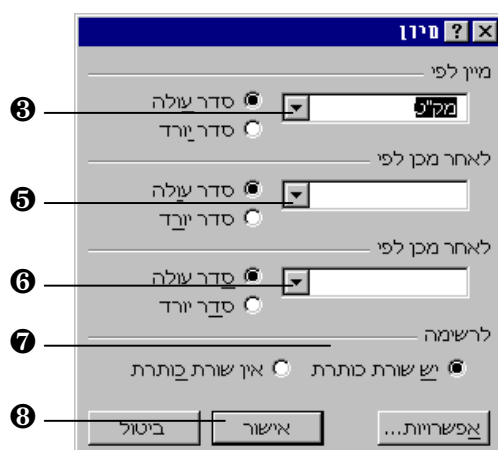 מיון
מיין לפי
מק"ט סדר עולה ❸
סדר יורד
לאחר מכן לפי
סדר עולה ❺
סדר יורד
לאחר מכן לפי
סדר עולה ❻
סדר יורד
לרשימה ❼
יש שורת כותרת אין שורת כותרת
אפשרויות... אישור ביטול ❽